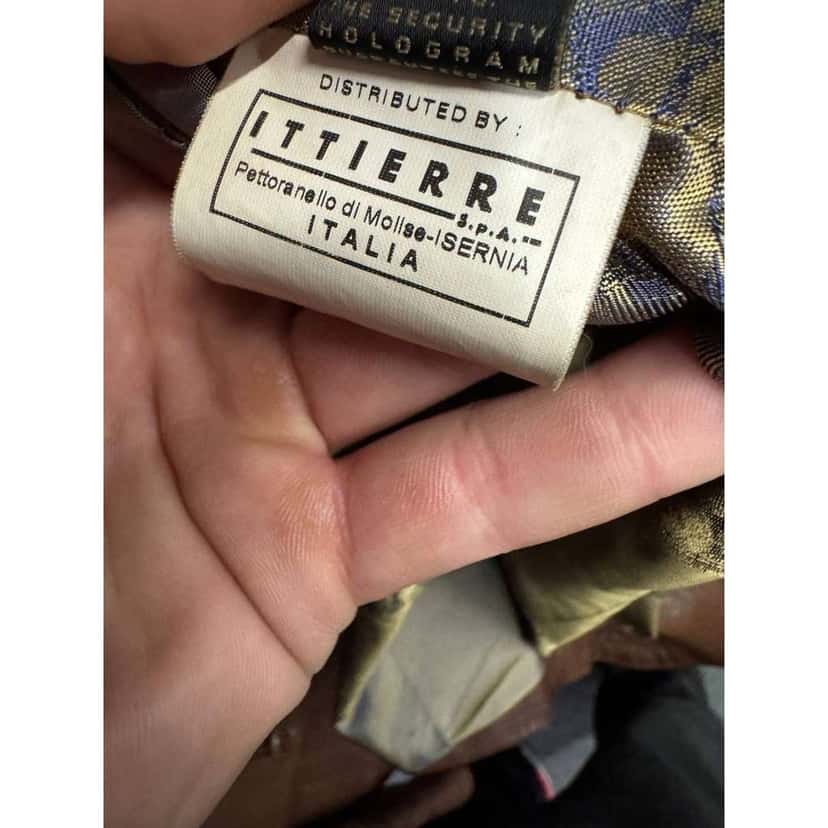 THE SECURITY
HOLOGRAM
DISTRIBUTED BY :
ITTIERRE
S.p.A.
Pettoranello di Molise-ISERNIA
ITALIA